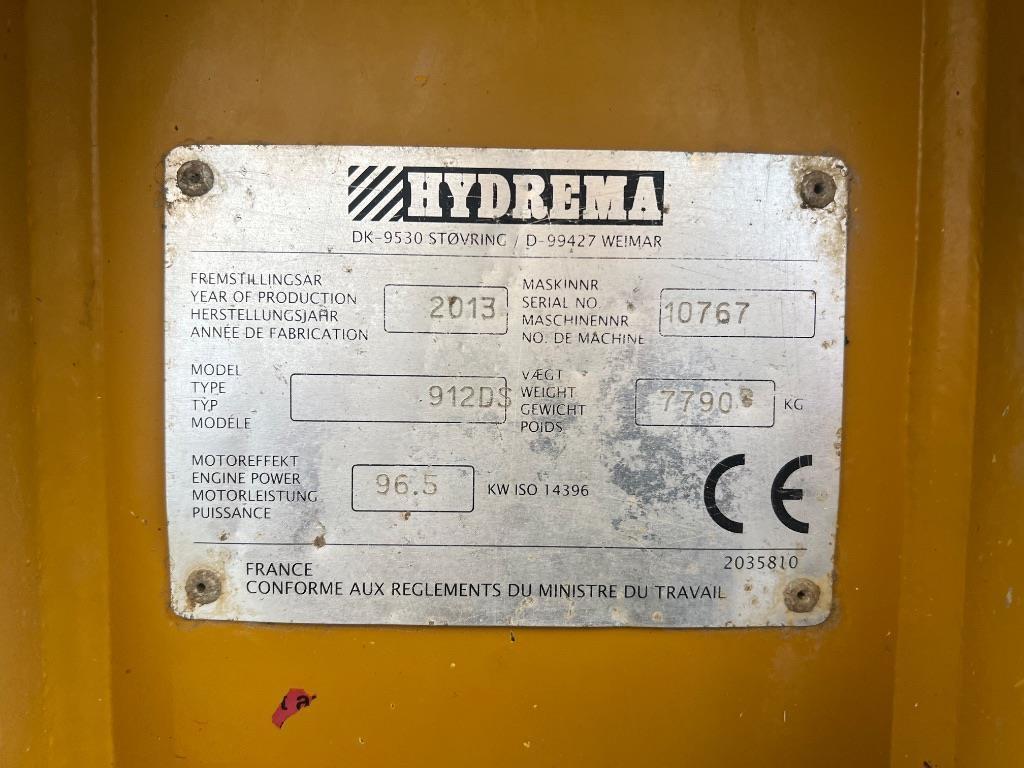 HYDREMA
DK-9530 STØVRING / D-99427 WEIMAR
FREMSTILLINGSAR
YEAR OF PRODUCTION
HERSTELLUNGSJAHR
ANNÉE DE FABRICATION
2013
MASKINNR
SERIAL NO.
MASCHINENNR
NO. DE MACHINE
10767
MODEL
TYPE
TYP
MODÉLE
912DS
VÆGT
WEIGHT
GEWICHT
POIDS
7790
KG
MOTOREFFEKT
ENGINE POWER
MOTORLEISTUNG
PUISSANCE
96.5
KW ISO 14396
CE
2035810
FRANCE
CONFORME AUX REGLEMENTS DU MINISTRE DU TRAVAIL